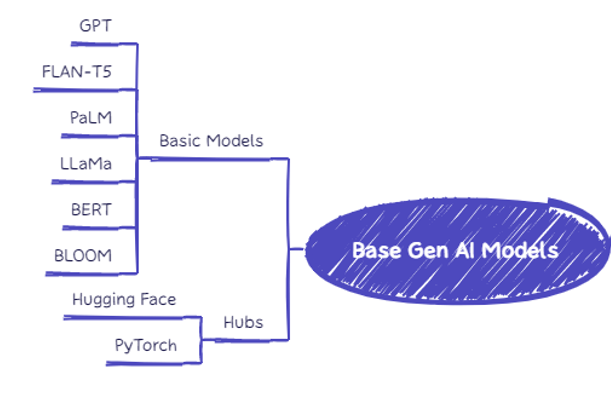 GPT
FLAN-T5
PaLM
LLaMa
BERT
BLOOM
Basic Models
Hugging Face
PyTorch
Hubs
Base Gen AI Models